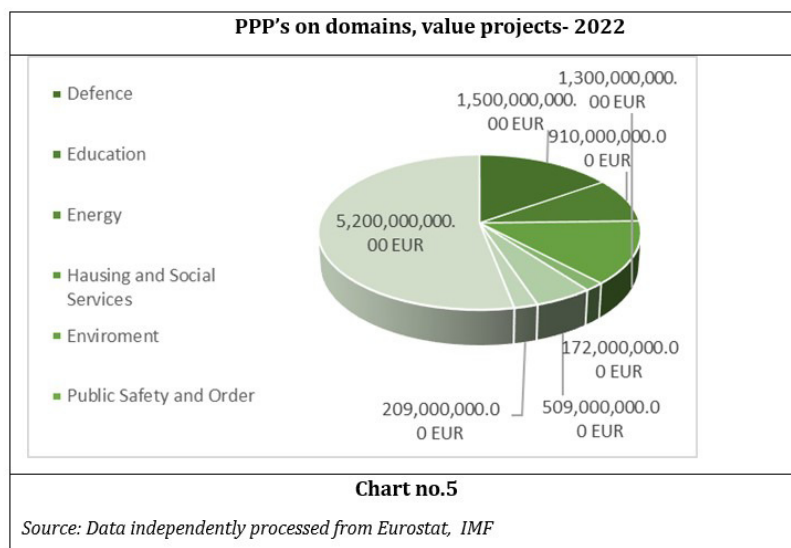 PPP's on domains, value projects- 2022
Defence
Education
Energy
Hausing and Social
Services
Enviroment
Public Safety and Order
1,300,000,000.
00 EUR
1,500,000,000.
00 EUR
910,000,000.0
0 EUR
5,200,000,000.
00 EUR
172,000,000.0
0 EUR
209,000,000.0
0 EUR
509,000,000.0
0 EUR
Chart no.5
Source: Data independently processed from Eurostat, IMF